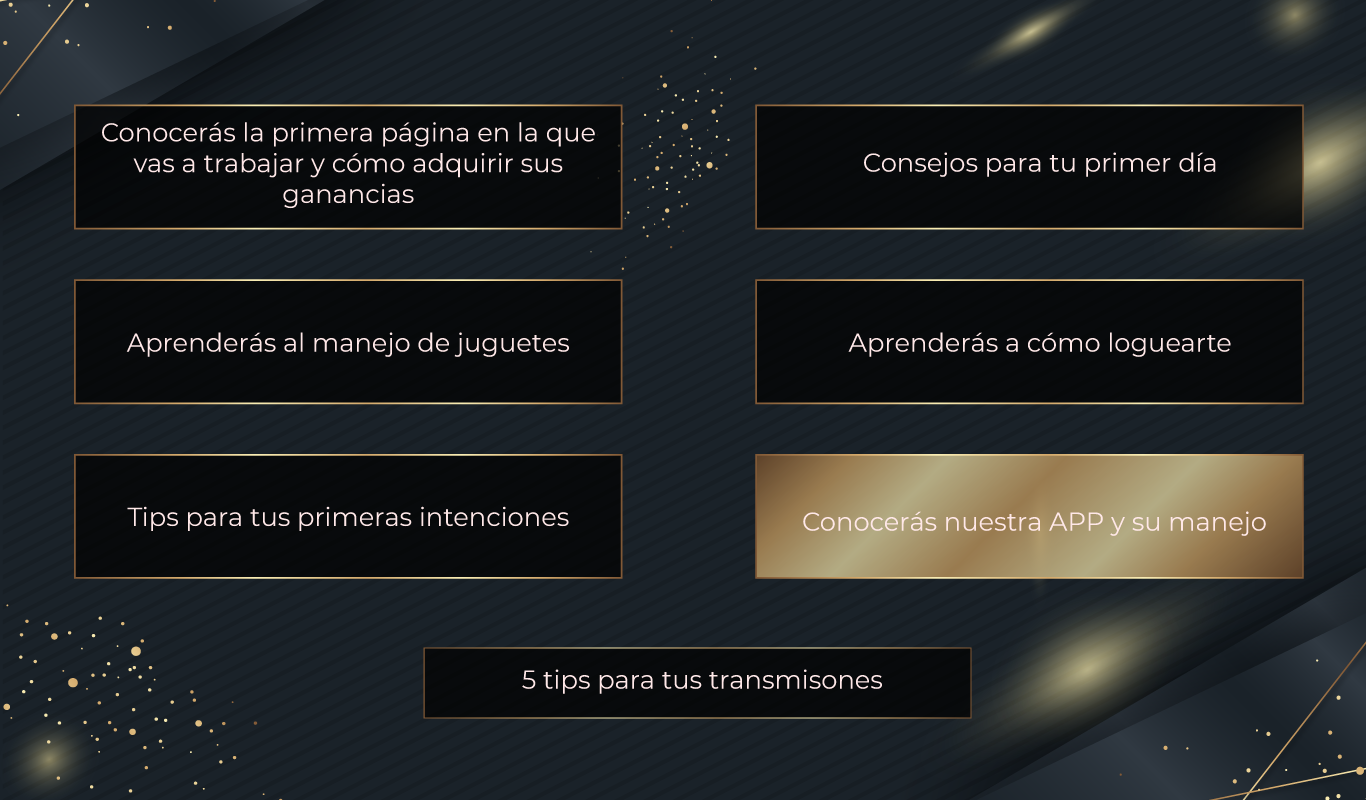 Conocerás la primera página en la que
vas a trabajar y cómo adquirir sus
ganancias
Consejos para tu primer día
Aprenderás al manejo de juguetes
Aprenderás a cómo loguearte
Tips para tus primeras intenciones
Conocerás nuestra APP y su manejo
5 tips para tus transmisones